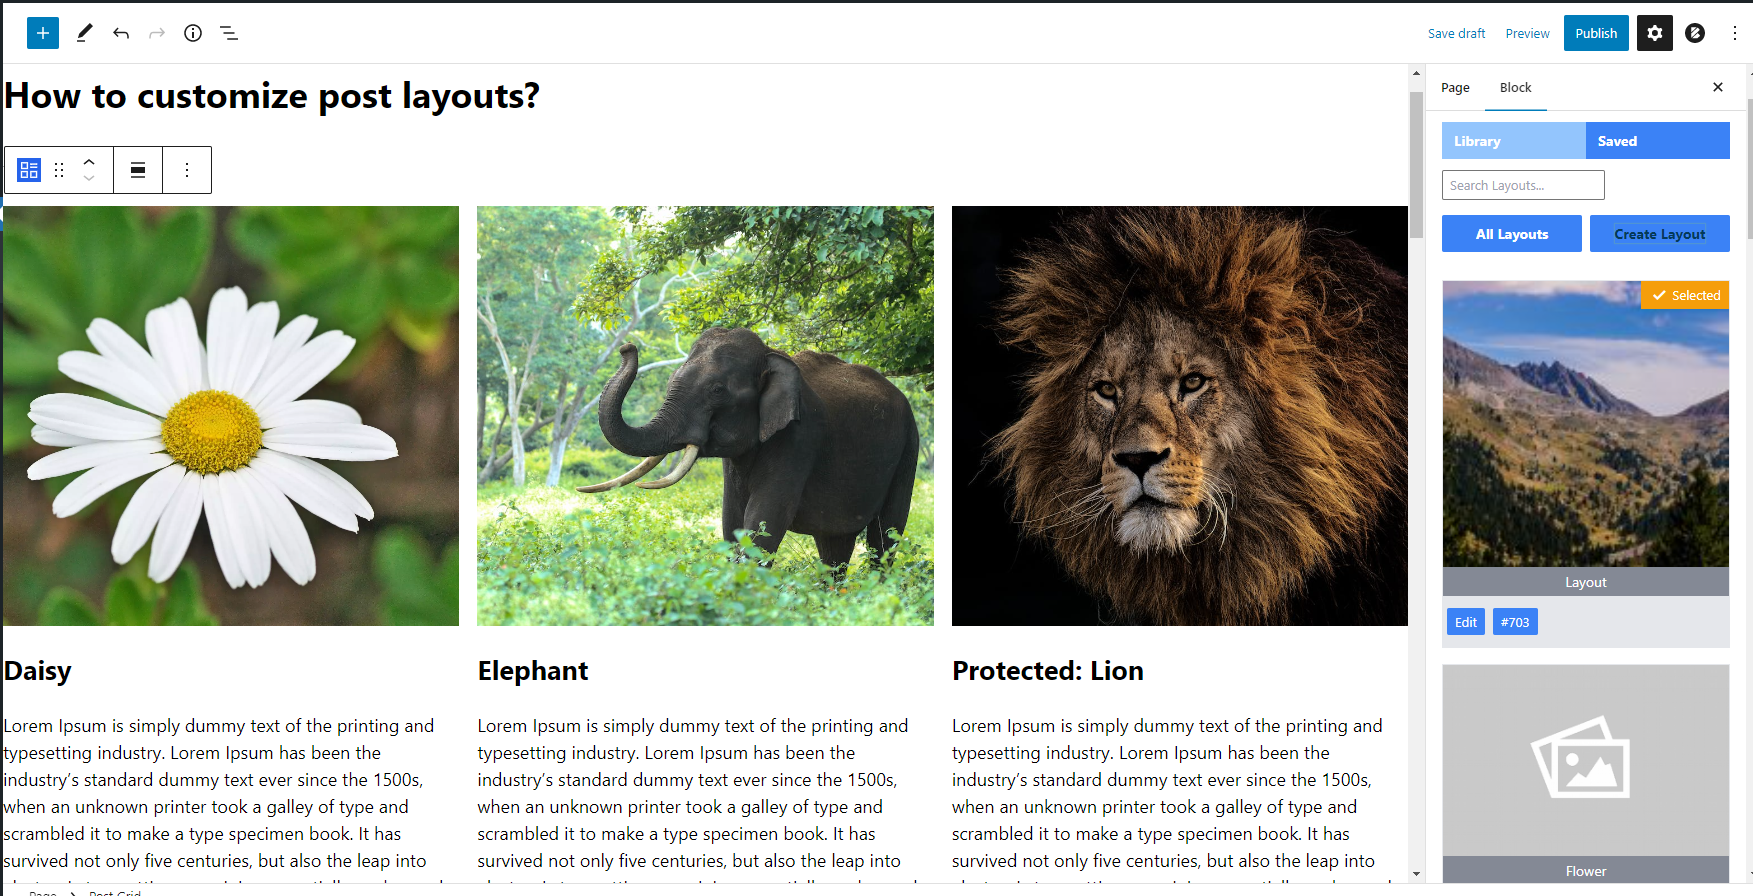 Save draft
Preview
Publish
How to customize post layouts?
Page
Block
Library
Saved
Search Layouts...
All Layouts
Create Layout
Selected
Layout
Edit
#703
Flower
Daisy
Lorem Ipsum is simply dummy text of the printing and
typesetting industry. Lorem Ipsum has been the
industry’s standard dummy text ever since the 1500s,
when an unknown printer took a galley of type and
scrambled it to make a type specimen book. It has
survived not only five centuries, but also the leap into
Elephant
Lorem Ipsum is simply dummy text of the printing and
typesetting industry. Lorem Ipsum has been the
industry’s standard dummy text ever since the 1500s,
when an unknown printer took a galley of type and
scrambled it to make a type specimen book. It has
survived not only five centuries, but also the leap into
Protected: Lion
Lorem Ipsum is simply dummy text of the printing and
typesetting industry. Lorem Ipsum has been the
industry’s standard dummy text ever since the 1500s,
when an unknown printer took a galley of type and
scrambled it to make a type specimen book. It has
survived not only five centuries, but also the leap into
Page
Post Grid